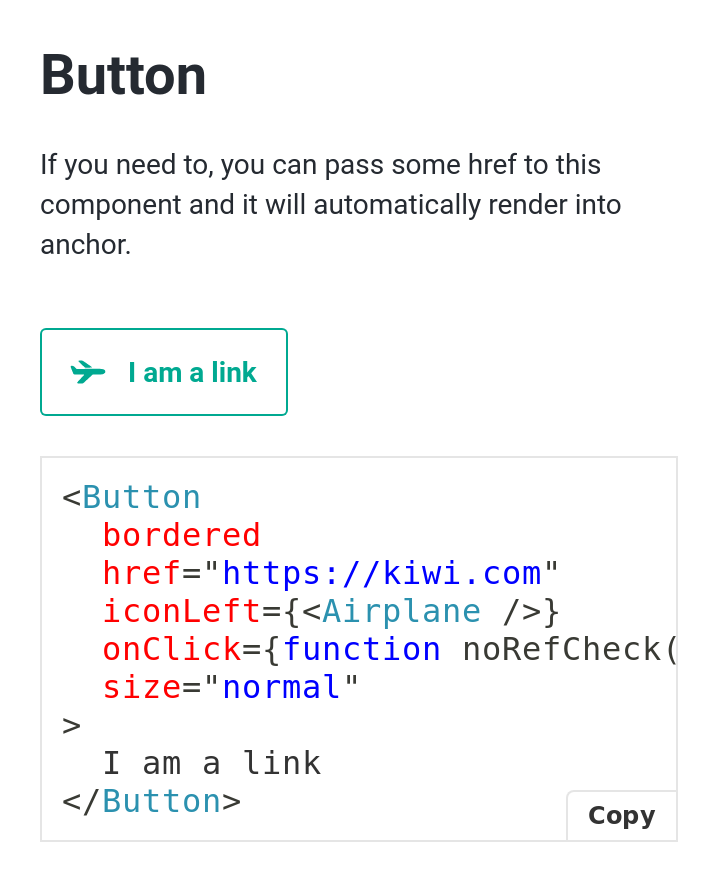 Button
If you need to, you can pass some href to this
component and it will automatically render into
anchor.
I am a link
<Button
  bordered
  href="https://kiwi.com"
  iconLeft={<Airplane />}
  onClick={function noRefCheck(
  size="normal"
>
  I am a link
</Button>
Copy